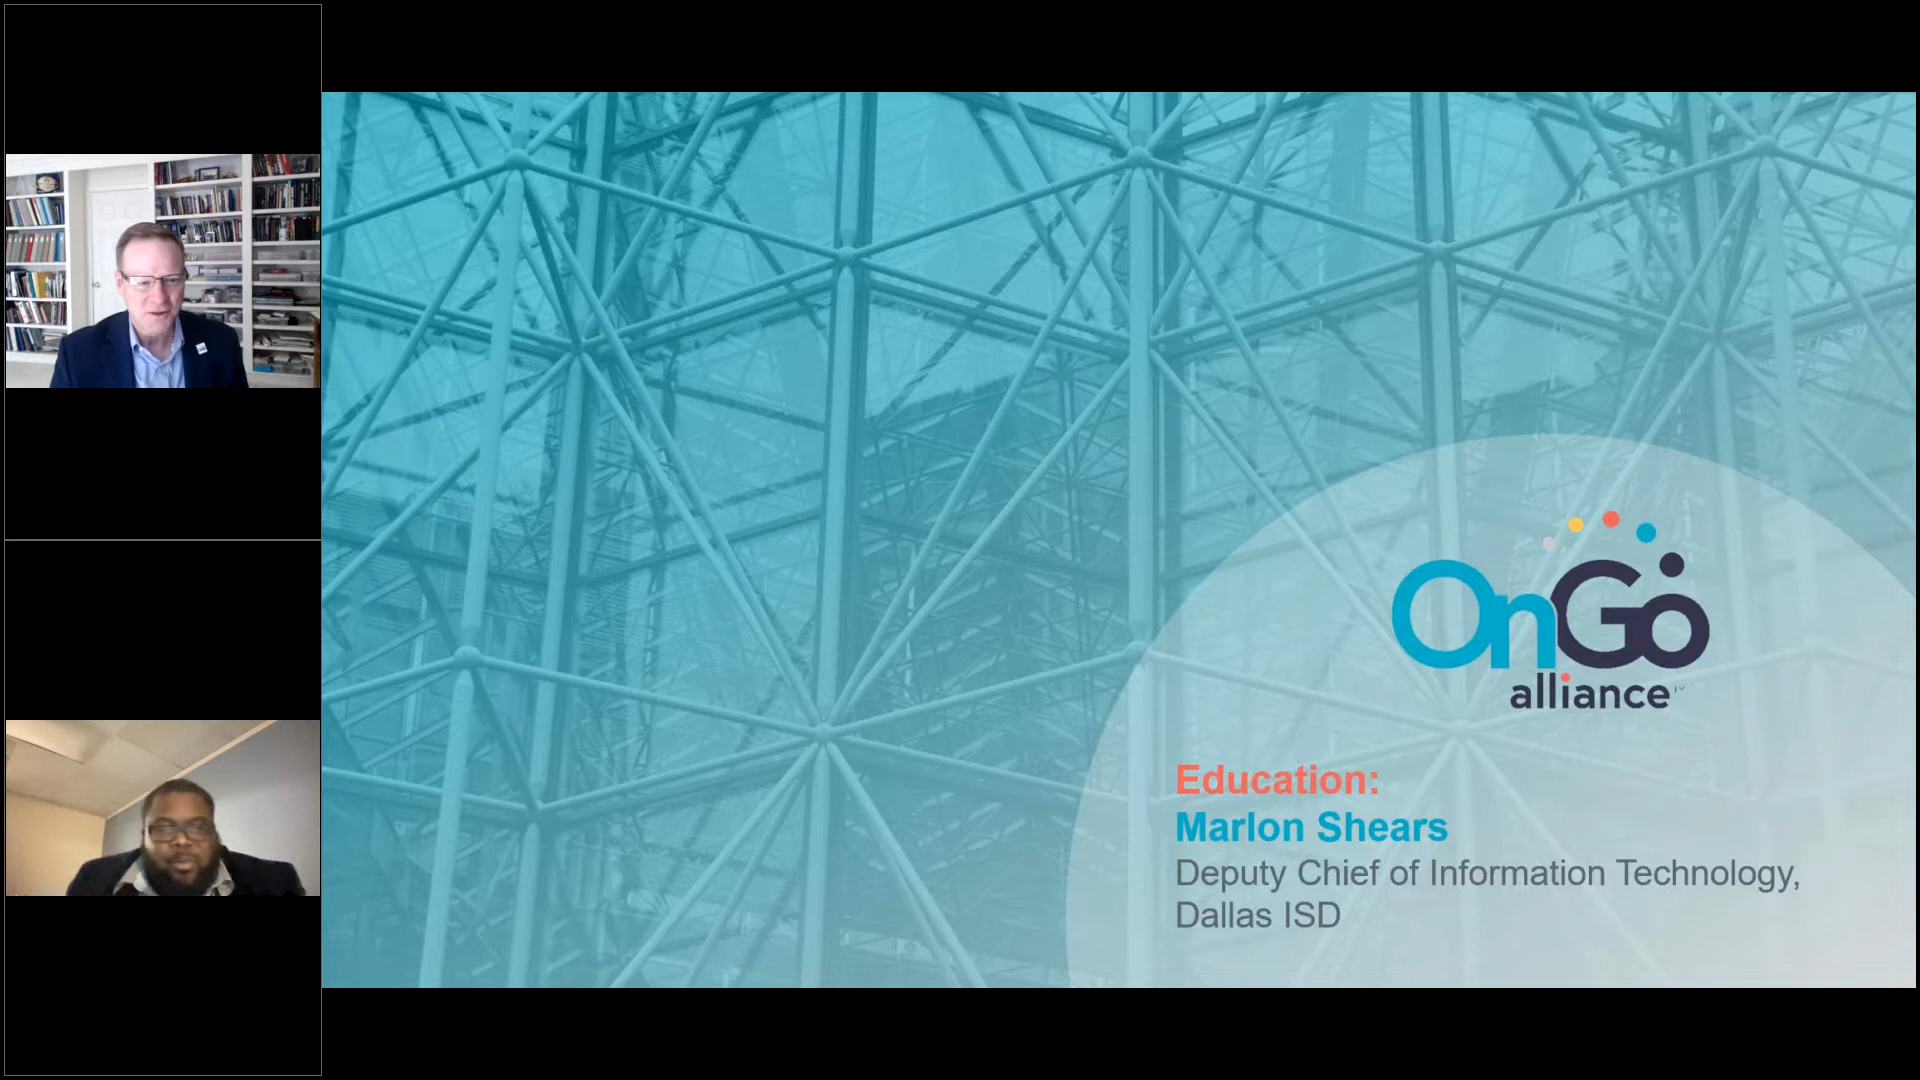 OnGo
alliance
Education:
Marlon Shears
Deputy Chief of Information Technology,
Dallas ISD